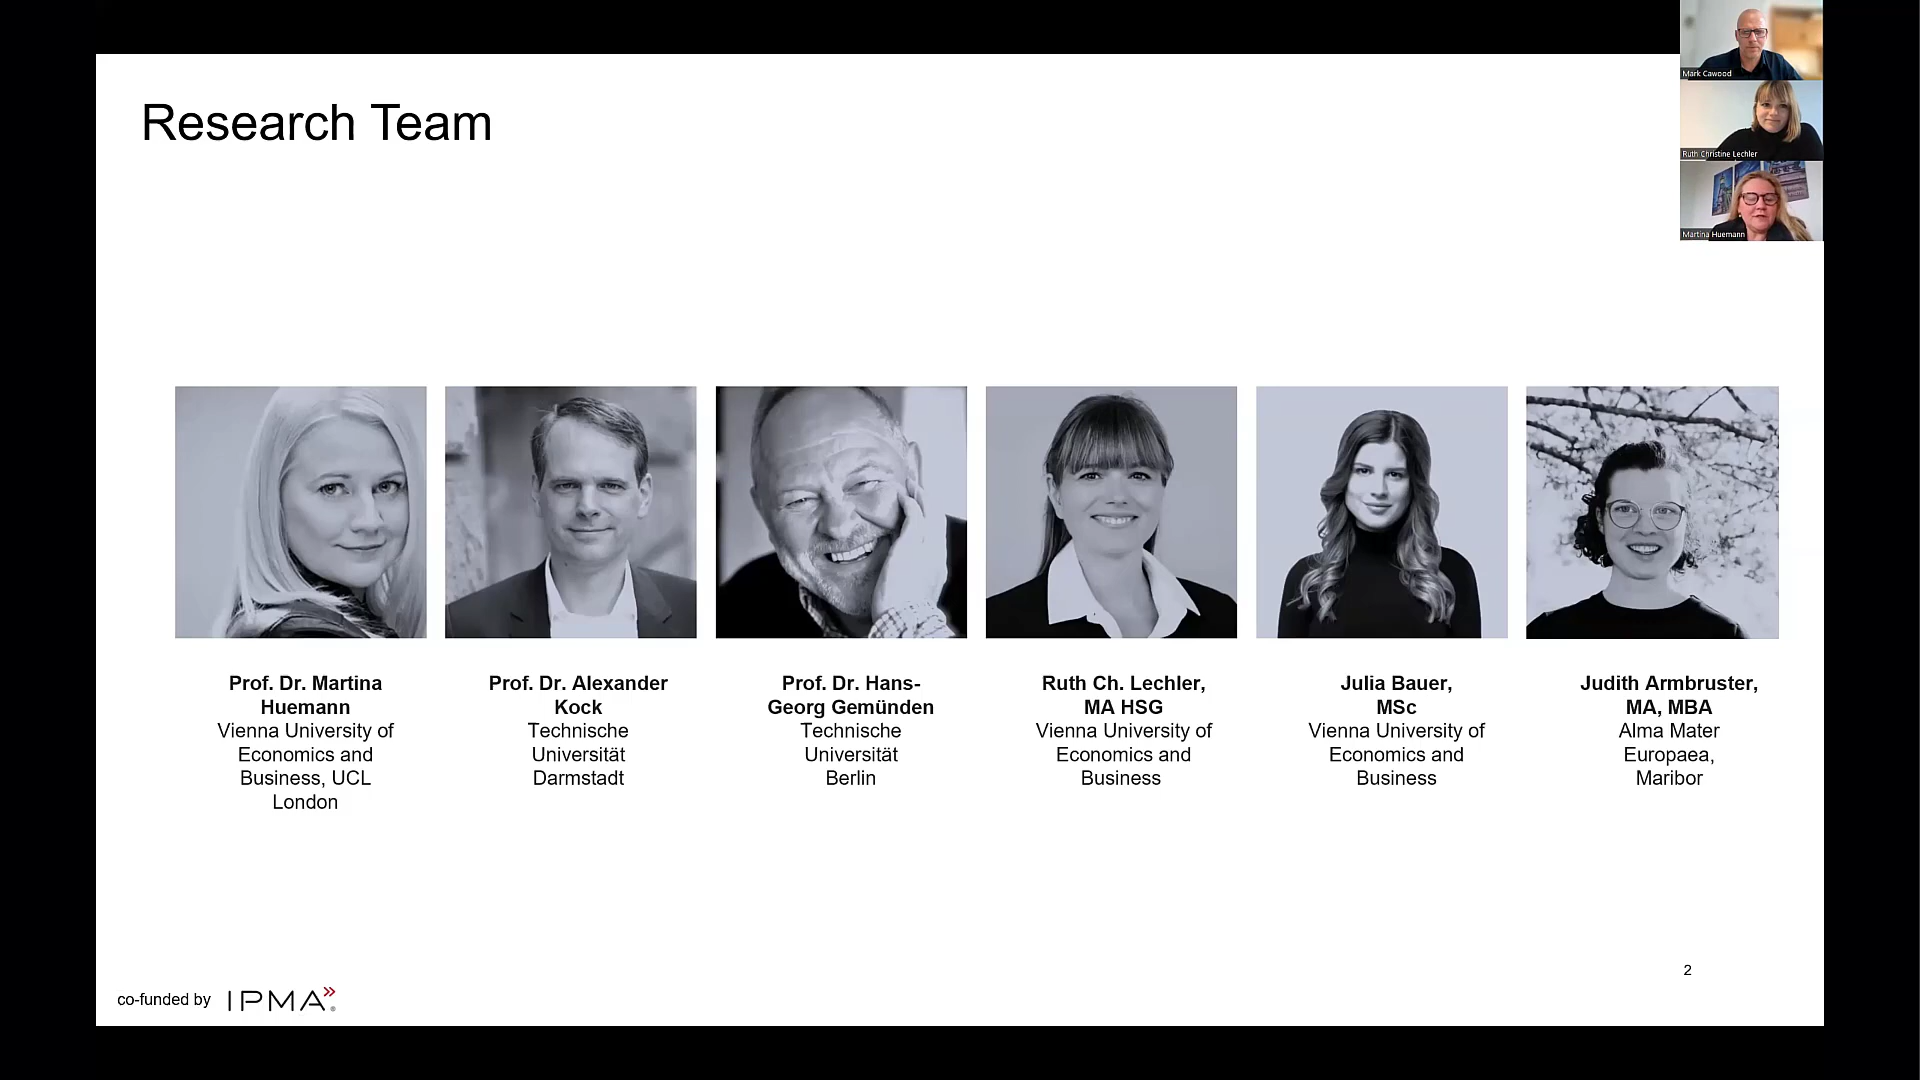 Research Team
Mark Cawood
Ruth Christine Lechler
Martina Huemann
Prof. Dr. Martina
Huemann
Vienna University of
Economics and
Business, UCL
London
Prof. Dr. Alexander
Kock
Technische
Universität
Darmstadt
Prof. Dr. Hans-
Georg Gemünden
Technische
Universität
Berlin
Ruth Ch. Lechler,
MA HSG
Vienna University of
Economics and
Business
Julia Bauer,
MSc
Vienna University of
Economics and
Business
Judith Armbruster,
MA, MBA
Alma Mater
Europaea,
Maribor
2
co-funded by IPMA